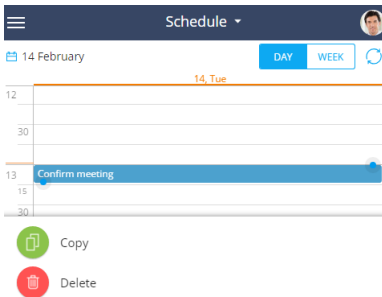 Schedule
14 February
DAY WEEK
14, Tue
12
30
13 Confirm meeting
15
30
Copy
Delete